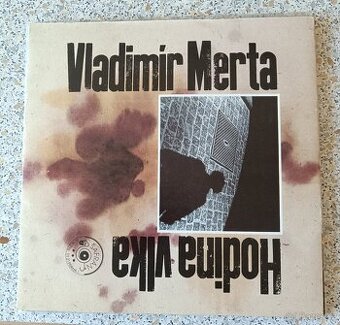 Vladimír Merta
Hodina vlka